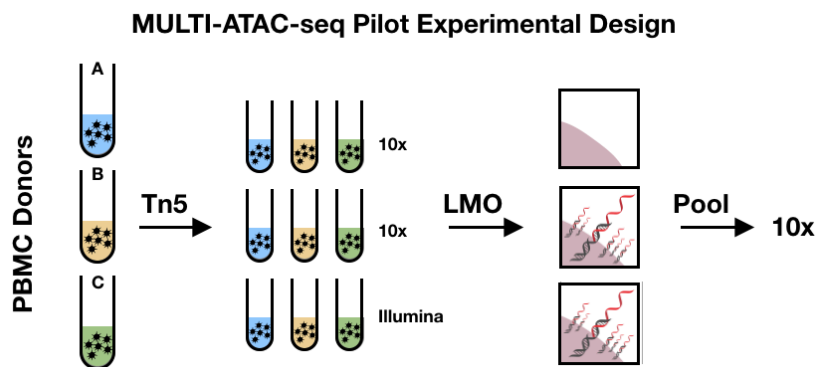 MULTI-ATAC-seq Pilot Experimental Design
PBMC Donors
A
B
C
Tn5
10x
10x
Illumina
LMO
Pool
10x